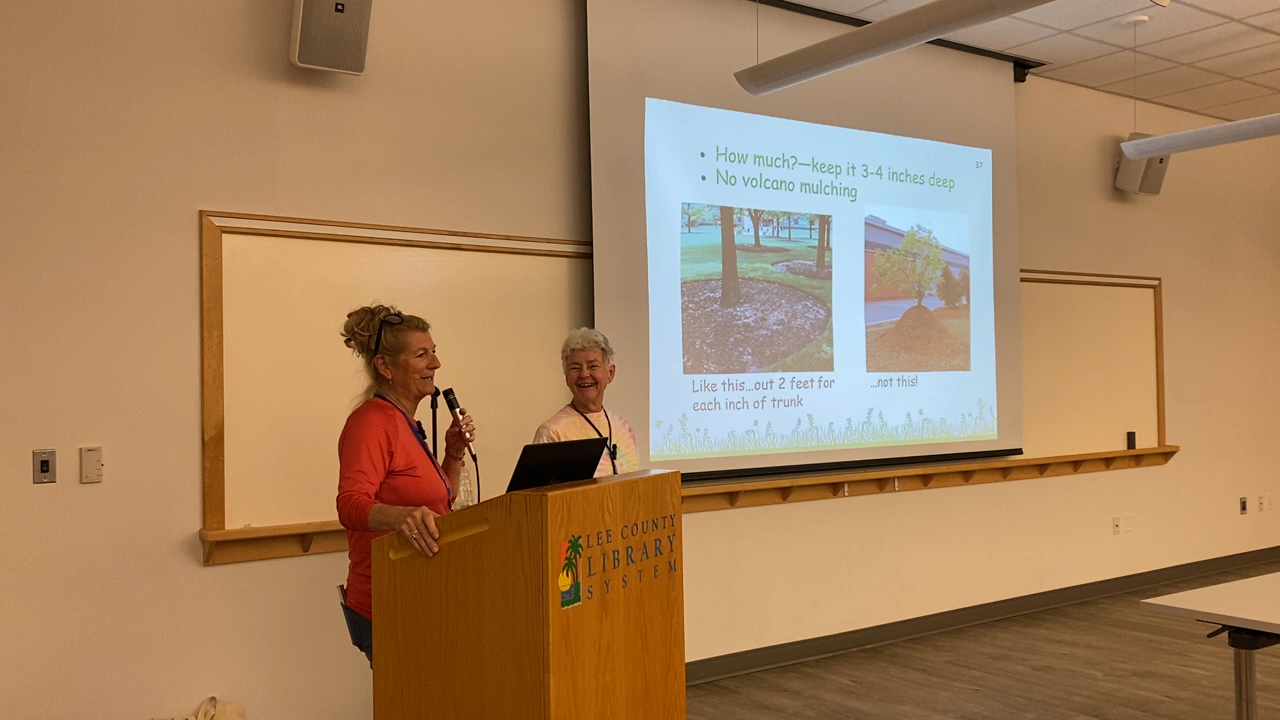 JBL
37
• How much?—keep it 3-4 inches deep
• No volcano mulching
Like this...out 2 feet for
each inch of trunk
...not this!
LEE COUNTY
LIBRARY
SYSTEM